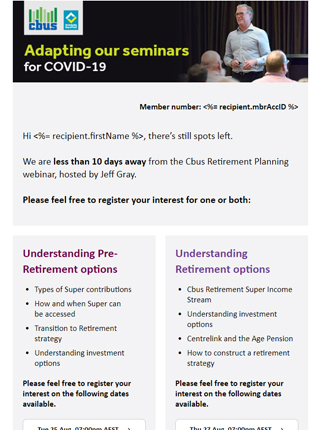 cbus
Adapting our seminars
for COVID-19
Member number: <%= recipient.mbrAccID %>
Hi <%= recipient.firstName %>, there's still spots left.
We are less than 10 days away from the Cbus Retirement Planning
webinar, hosted by Jeff Gray.
Please feel free to register your interest for one or both:
Understanding Pre-
Retirement options
• Types of Super contributions
• How and when Super can
be accessed
• Transition to Retirement
strategy
• Understanding investment
options
Please feel free to register your
interest on the following dates
available.
Tue 25 Aug, 07:00pm AEST >
Understanding
Retirement options
• Cbus Retirement Super Income
Stream
• Understanding investment
options
• Centrelink and the Age Pension
• How to construct a retirement
strategy
Please feel free to register your
interest on the following dates
available.
Thu 27 Aug, 07:00pm AEST >